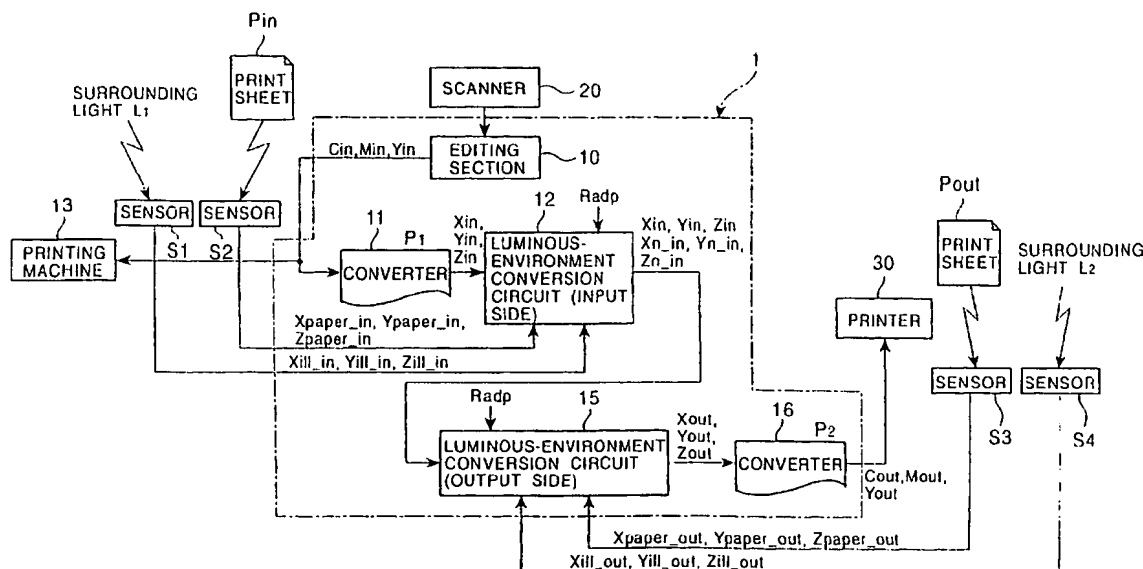 Pin
PRINT
SHEET
SURROUNDING
LIGHT L1
SCANNER
20
1
Cin,Min,Yin
EDITING
SECTION
10
SENSOR
SENSOR
S1
S2
13
PRINTING
MACHINE
11
P1
CONVERTER
Xin,
Yin,
Zin
12
Radp
LUMINOUS-
ENVIRONMENT
CONVERSION
CIRCUIT (INPUT
SIDE)
Xin, Yin, Zin
Xn_in, Yn_in,
Zn_in
Xpaper_in, Ypaper_in,
Zpaper_in
Xill_in, Yill_in, Zill_in
Pout
PRINT
SHEET
SURROUNDING
LIGHT L2
30
PRINTER
SENSOR
SENSOR
S3
S4
Radp
15
LUMINOUS-ENVIRONMENT
CONVERSION CIRCUIT
(OUTPUT SIDE)
Xout,
Yout,
Zout
16
P2
CONVERTER
Cout,Mout,
Yout
Xpaper_out, Ypaper_out, Zpaper_out
Xill_out, Yill_out, Zill_out